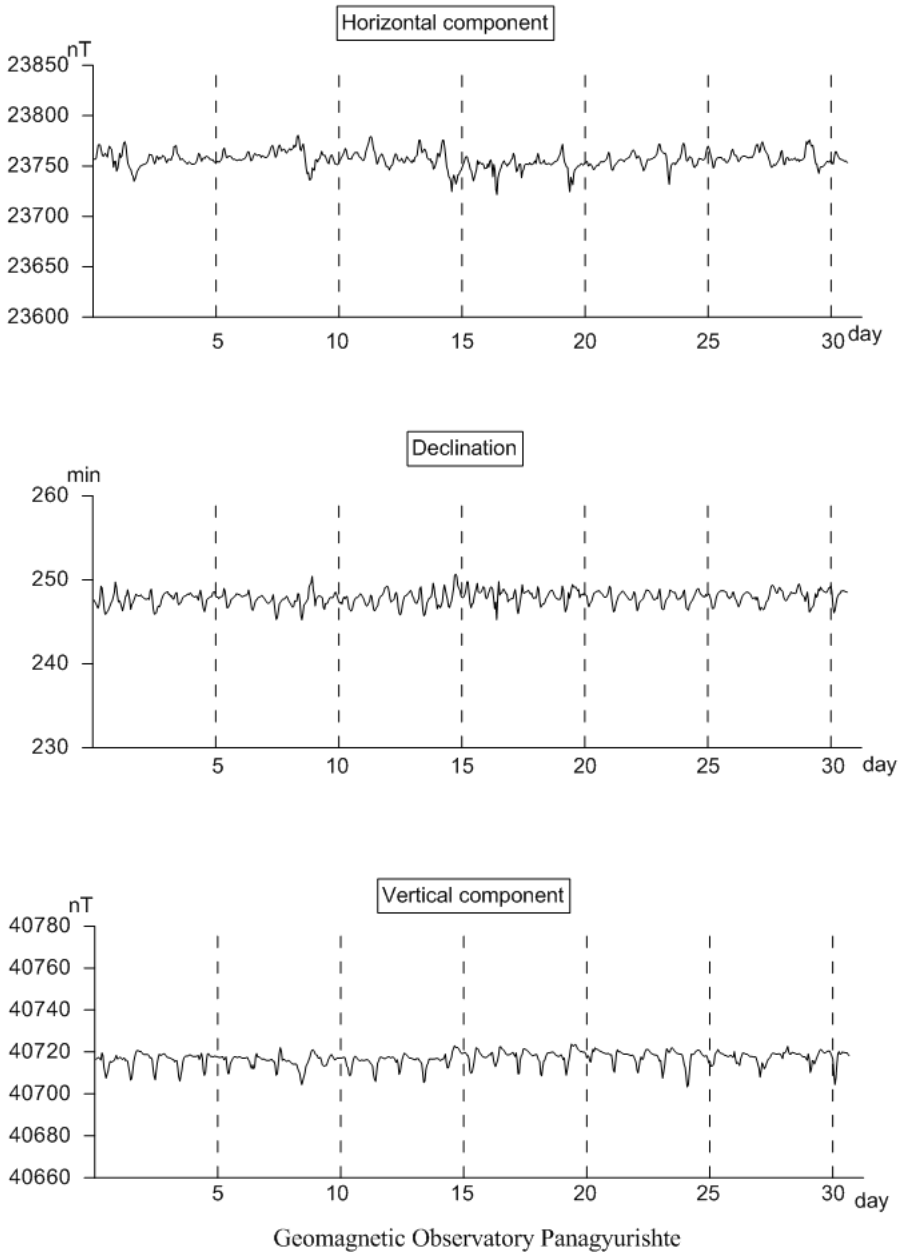 Horizontal component
nT
23850
23800
23750
23700
23650
23600
5 10 15 20 25 30 day
Declination
min
260
250
240
230
5 10 15 20 25 30 day
Vertical component
nT
40780
40760
40740
40720
40700
40680
40660
5 10 15 20 25 30 day
Geomagnetic Observatory Panagyurishte